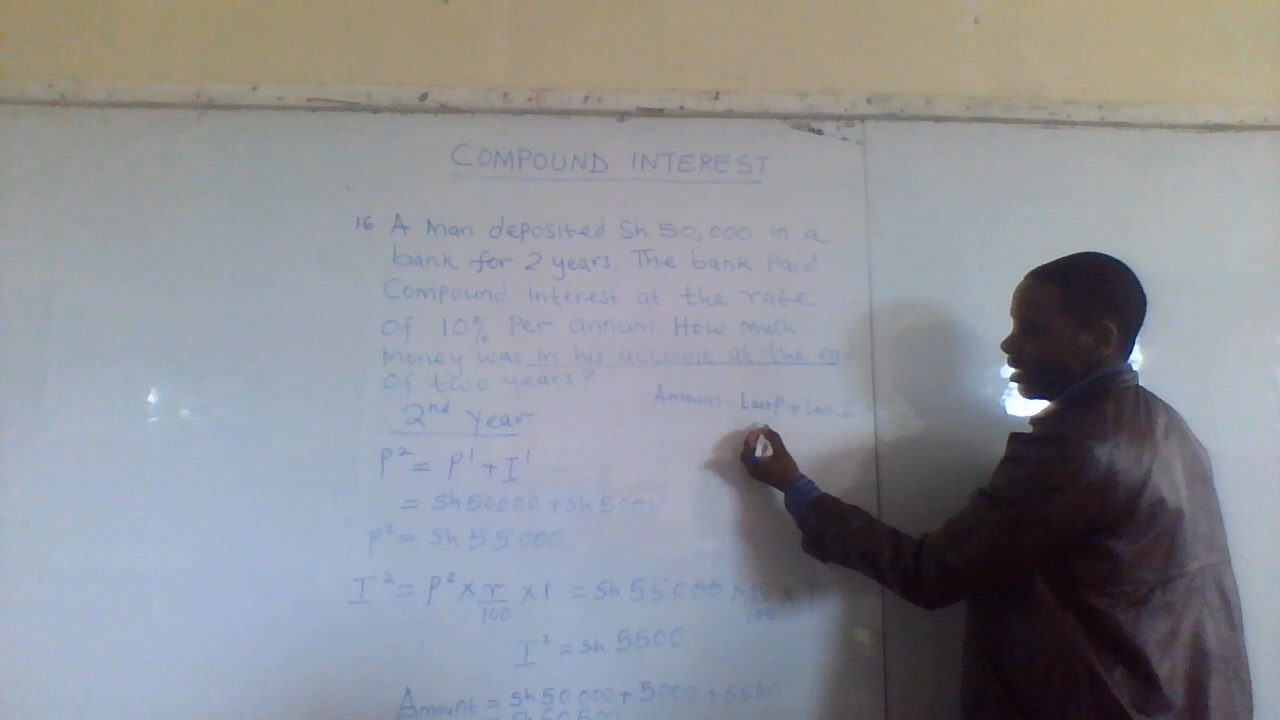 COMPOUND INTEREST
16 A man deposited Sh 50,000 in a
bank for 2 years. The bank Paid
Compound Interest at the rate
Of 10% Per annum How much
Money was in his account at the end
Of two years?
Amount = Last P + Last I
2nd Year
P² = P¹ + I¹
= Sh 50000 + Sh 5000
P² = Sh 55000
I² = P² × r/100 × 1 = Sh 55000 × 10/100 × 1
I² = Sh 5500
Amount = Sh 50000 + 5000 + 5500
= Sh 60500